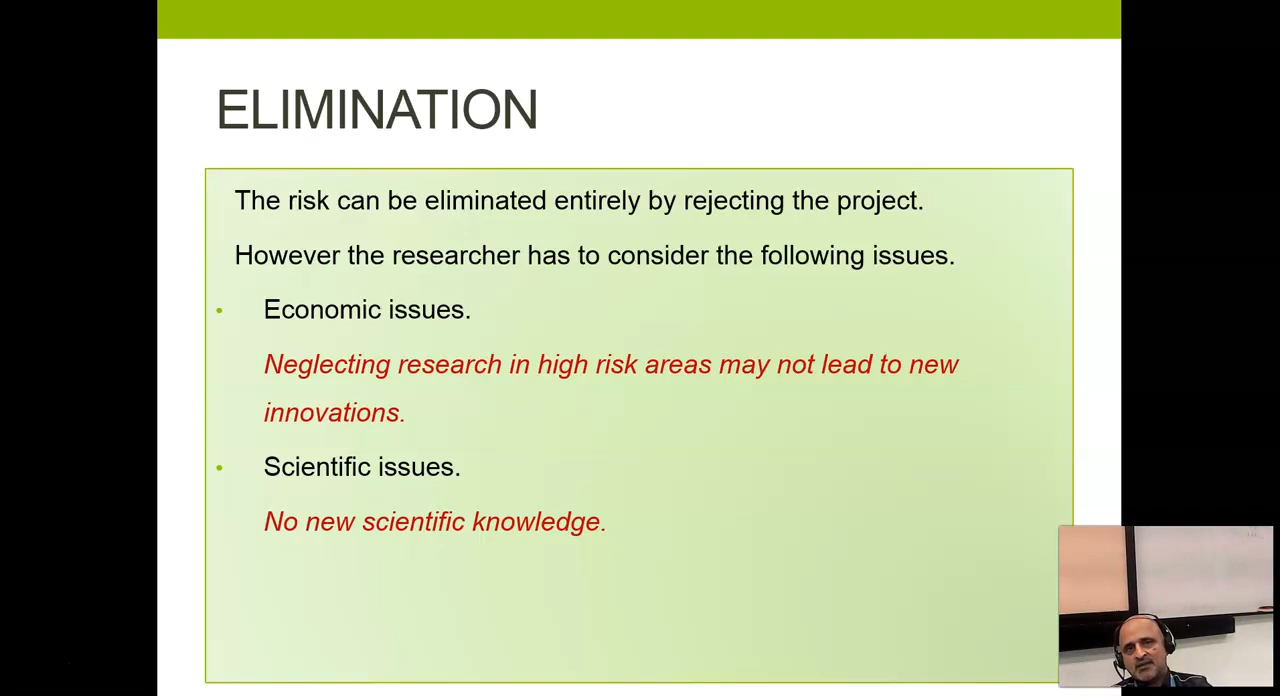 ELIMINATION
The risk can be eliminated entirely by rejecting the project.
However the researcher has to consider the following issues.
• Economic issues.
Neglecting research in high risk areas may not lead to new
innovations.
• Scientific issues.
No new scientific knowledge.